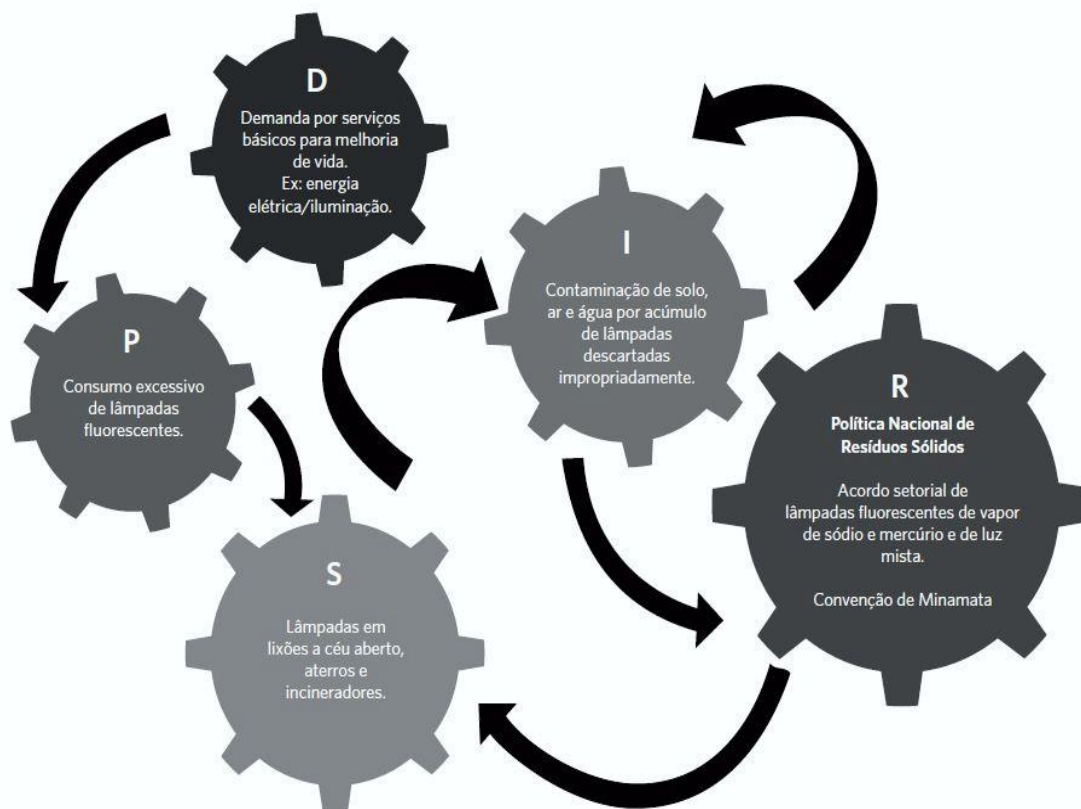 D
Demanda por serviços
básicos para melhoria
de vida.
Ex: energia
elétrica/iluminação.
P
Consumo excessivo
de lâmpadas
fluorescentes.
S
Lâmpadas em
lixões a céu aberto,
aterros e
incineradores.
I
Contaminação de solo,
ar e água por acúmulo
de lâmpadas
descartadas
impropriadamente.
R
Política Nacional de
Resíduos Sólidos
Acordo setorial de
lâmpadas fluorescentes de vapor
de sódio e mercúrio e de luz
mista.
Convenção de Minamata